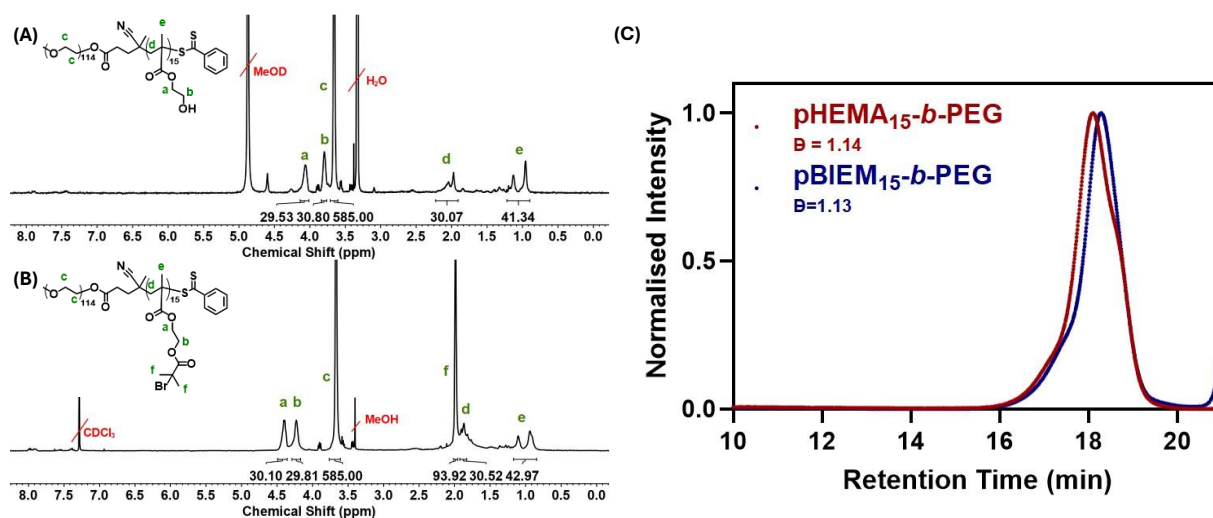 (A)
N
e
c
O
O
114
c
O
d
15
S
S
O
O
a
b
OH
MeOD
H₂O
a
b
c
d
e
29.53 30.80 585.00 30.07 41.34
8.0 7.5 7.0 6.5 6.0 5.5 5.0 4.5 4.0 3.5 3.0 2.5 2.0 1.5 1.0 0.5 0.0
Chemical Shift (ppm)
(B)
N
e
c
O
O
114
c
O
d
15
S
S
O
O
a
b
O
f
O
Br
f
CDCl₃
MeOH
a b
c
f
d
e
30.10 29.81 585.00 93.92 30.52 42.97
8.0 7.5 7.0 6.5 6.0 5.5 5.0 4.5 4.0 3.5 3.0 2.5 2.0 1.5 1.0 0.5 0.0
Chemical Shift (ppm)
(C)
Normalised Intensity
1.0
0.5
0.0
pHEMA₁₅-b-PEG
Đ = 1.14
pBIEM₁₅-b-PEG
Đ=1.13
10 12 14 16 18 20
Retention Time (min)